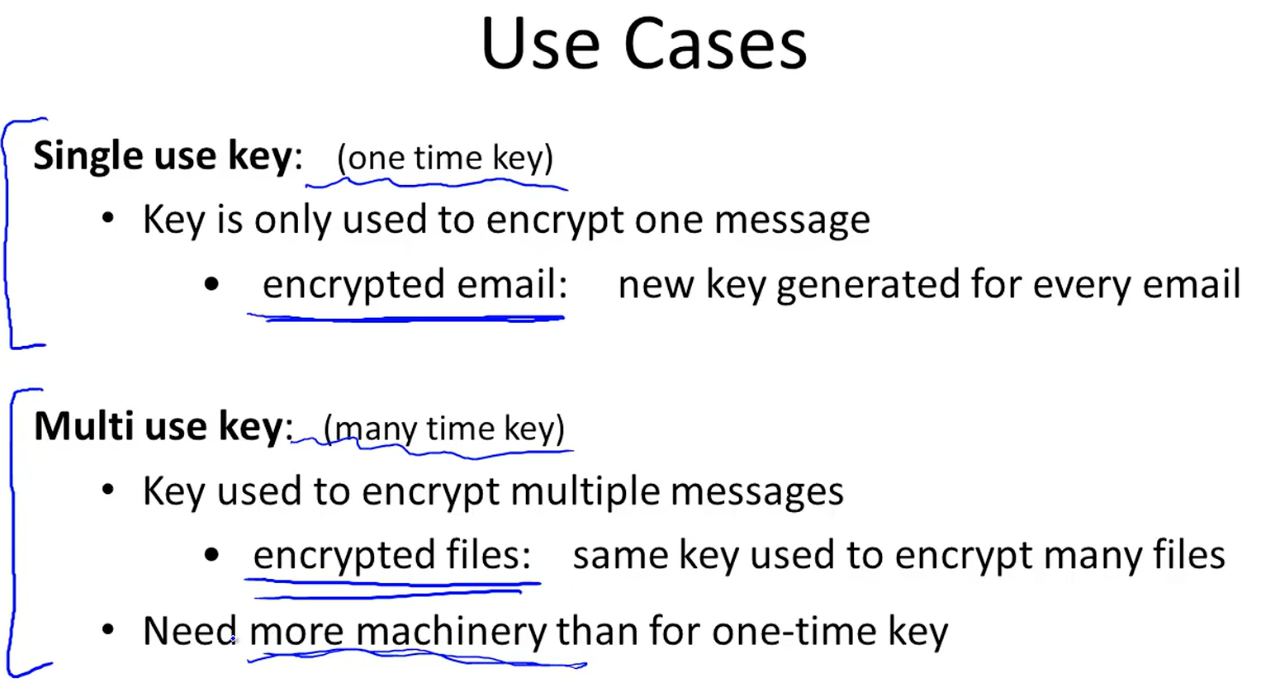 Use Cases
Single use key: (one time key)
• Key is only used to encrypt one message
• encrypted email: new key generated for every email
Multi use key: (many time key)
• Key used to encrypt multiple messages
• encrypted files: same key used to encrypt many files
• Need more machinery than for one-time key